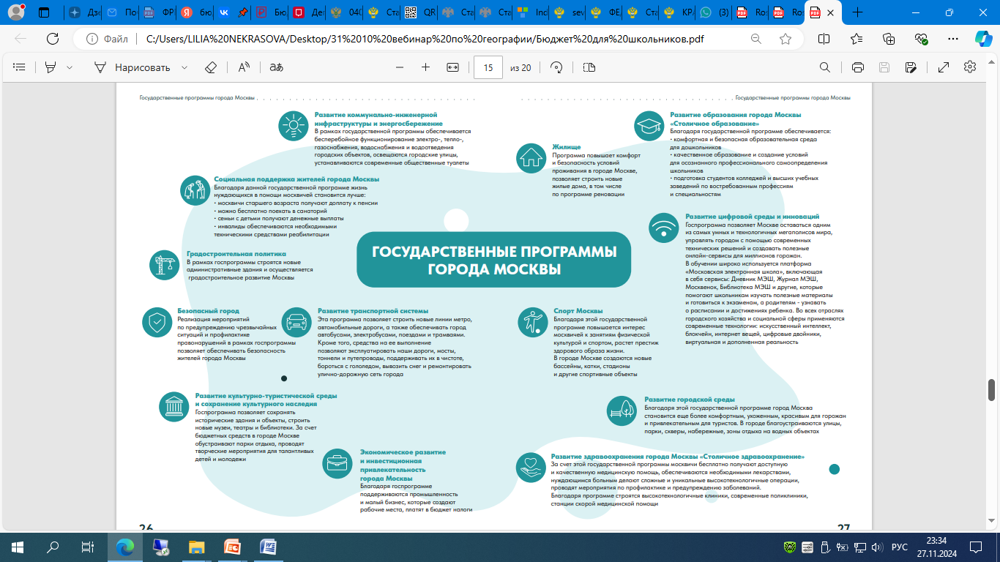 Дзе
По
ФР
бю
Бю
Де
040
Ста
QR
Ста
Ста
Ind
sev
ФЕ
Ста
КРА
(3)
Ros
Ros
Файл
C:/Users/LILIA%20NEKRASOVA/Desktop/31%2010%20вебинар%20по%20географии/Бюджет%20для%20школьников.pdf
Нарисовать
аあ
15 из 20
Государственные программы города Москвы
Государственные программы города Москвы
Развитие коммунально-инженерной
инфраструктуры и энергосбережение
В рамках государственной программы обеспечивается
бесперебойное функционирование электро-, тепло-,
газоснабжения, водоснабжения и водоотведения
городских объектов, освещаются городские улицы,
устанавливаются современные общественные туалеты
Развитие образования города Москвы
«Столичное образование»
Благодаря государственной программе обеспечивается:
• комфортная и безопасная образовательная среда
для дошкольников
• качественное образование и создание условий
для осознанного профессионального самоопределения
школьников
• подготовка студентов колледжей и высших учебных
заведений по востребованным профессиям
и специальностям
Жилище
Программа повышает комфорт
и безопасность условий
проживания в городе Москве,
позволяет строить новые
жилые дома, в том числе
по программе реновации
Социальная поддержка жителей города Москвы
Благодаря данной государственной программе жизнь
нуждающихся в помощи москвичей становится лучше:
• москвичи старшего возраста получают доплату к пенсии
• можно бесплатно поехать в санаторий
• семьи с детьми получают денежные выплаты
• инвалиды обеспечиваются необходимыми
техническими средствами реабилитации
Развитие цифровой среды и инноваций
Госпрограмма позволяет Москве оставаться одним
из самых умных и технологичных мегаполисов мира,
управлять городом с помощью современных
технических решений и создавать полезные
онлайн-сервисы для миллионов горожан.
В обучении широко используется платформа
«Московская электронная школа», включающая
в себя сервисы: Дневник МЭШ, Журнал МЭШ,
Москвенок, Библиотека МЭШ и другие, которые
помогают школьникам изучать полезные материалы
и готовиться к экзаменам, а родителям - узнавать
о расписании и достижениях ребенка. Во всех отраслях
городского хозяйства и социальной сферы применяются
современные технологии: искусственный интеллект,
блокчейн, интернет вещей, цифровые двойники,
виртуальная и дополненная реальность
ГОСУДАРСТВЕННЫЕ ПРОГРАММЫ
ГОРОДА МОСКВЫ
Градостроительная политика
В рамках госпрограммы строятся новые
административные здания и осуществляется
градостроительное развитие Москвы
Безопасный город
Реализация мероприятий
по предупреждению чрезвычайных
ситуаций и профилактике
правонарушений в рамках госпрограммы
позволяет обеспечивать безопасность
жителей города Москвы
Развитие транспортной системы
Эта программа позволяет строить новые линии метро,
автомобильные дороги, а также обеспечивать город
автобусами, электробусами, поездами и трамваями.
Кроме того, средства на ее выполнение
позволяют эксплуатировать наши дороги, мосты,
тоннели и путепроводы, поддерживать их в чистоте,
бороться с гололедом, вывозить снег и ремонтировать
улично-дорожную сеть города
Спорт Москвы
Благодаря этой государственной
программе повышается интерес
москвичей к занятиям физической
культурой и спортом, растет престиж
здорового образа жизни.
В городе Москве создаются новые
бассейны, катки, стадионы
и другие спортивные объекты
Развитие культурно-туристической среды
и сохранение культурного наследия
Госпрограмма позволяет сохранять
исторические здания и объекты, строить
новые музеи, театры и библиотеки. За счет
бюджетных средств в городе Москве
обустраивают парки отдыха, проводят
творческие мероприятия для талантливых
детей и молодежи
Развитие городской среды
Благодаря этой государственной программе город Москва
становится еще более комфортным, ухоженным, красивым для горожан
и привлекательным для туристов. В городе благоустраиваются улицы,
парки, скверы, набережные, зоны отдыха на водных объектах
Экономическое развитие
и инвестиционная
привлекательность
города Москвы
Благодаря госпрограмме
поддерживаются промышленность
и малый бизнес, которые создают
рабочие места, платят в бюджет налоги
Развитие здравоохранения города Москвы «Столичное здравоохранение»
За счет этой государственной программы москвичи бесплатно получают доступную
и качественную медицинскую помощь, обеспечиваются необходимыми лекарствами,
нуждающимся больным делают сложные и уникальные высокотехнологичные операции,
проводят мероприятия по профилактике и предупреждению заболеваний.
Благодаря программе строятся высокотехнологичные клиники, современные поликлиники,
станции скорой медицинской помощи
26
27
РУС
23:34
27.11.2024